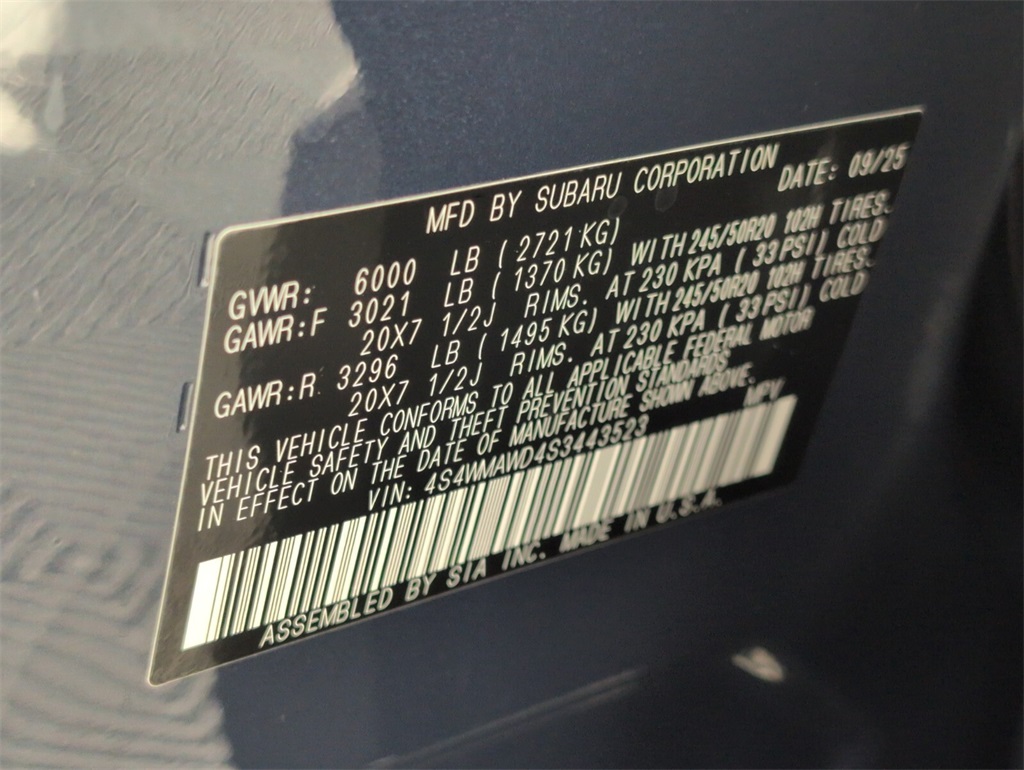 MFD BY SUBARU CORPORATION DATE: 09/25
GVWR: 6000 LB ( 2721 KG)
GAWR:F 3021 LB ( 1370 KG) WITH 245/50R20 102H TIRES.
20X7 1/2J RIMS. AT 230 KPA ( 33 PSI) COLD
GAWR:R 3296 LB ( 1495 KG) WITH 245/50R20 102H TIRES.
20X7 1/2J RIMS. AT 230 KPA ( 33 PSI) COLD
THIS VEHICLE CONFORMS TO ALL APPLICABLE FEDERAL MOTOR
VEHICLE SAFETY AND THEFT PREVENTION STANDARDS
IN EFFECT ON THE DATE OF MANUFACTURE SHOWN ABOVE.
VIN: 4S4WMAWD4S3443523 MPV
ASSEMBLED BY SIA INC. MADE IN U.S.A.